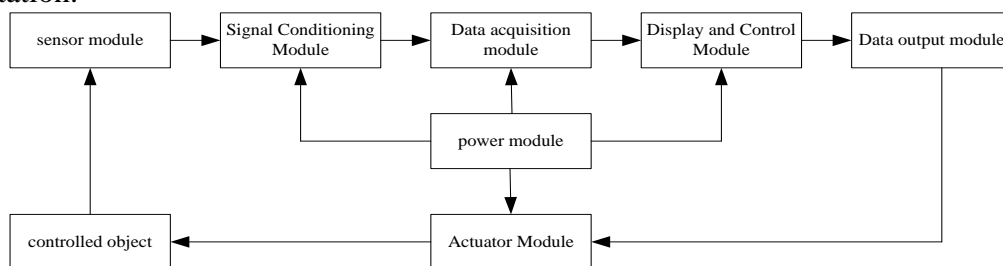 sensor module
Signal Conditioning
Module
Data acquisition
module
Display and Control
Module
Data output module
power module
controlled object
Actuator Module